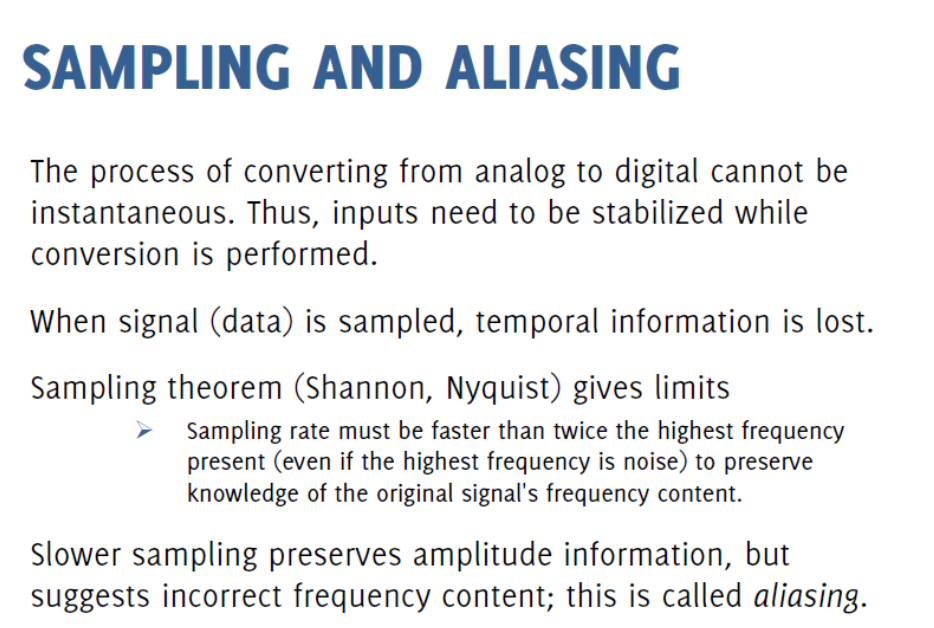 SAMPLING AND ALIASING
The process of converting from analog to digital cannot be
instantaneous. Thus, inputs need to be stabilized while
conversion is performed.
When signal (data) is sampled, temporal information is lost.
Sampling theorem (Shannon, Nyquist) gives limits
➢ Sampling rate must be faster than twice the highest frequency
present (even if the highest frequency is noise) to preserve
knowledge of the original signal's frequency content.
Slower sampling preserves amplitude information, but
suggests incorrect frequency content; this is called aliasing.